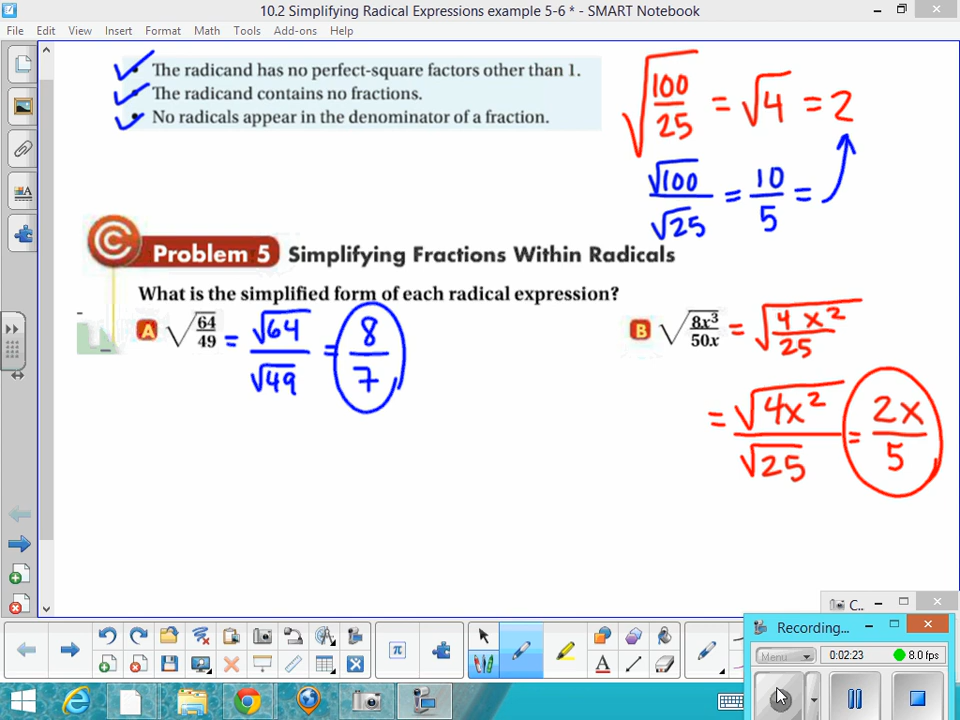 10.2 Simplifying Radical Expressions example 5-6 * - SMART Notebook
File Edit View Insert Format Math Tools Add-ons Help
• The radicand has no perfect-square factors other than 1.
• The radicand contains no fractions.
• No radicals appear in the denominator of a fraction.
√(100/25) = √4 = 2
√100/√25 = 10/5 =
C Problem 5 Simplifying Fractions Within Radicals
What is the simplified form of each radical expression?
A √(64/49) = √64/√49 = 8/7
B √(8x³/50x) = √(4x²/25)
= √4x²/√25 = 2x/5
C...
Recording...
Menu 0:02:23 8.0 fps
π
A